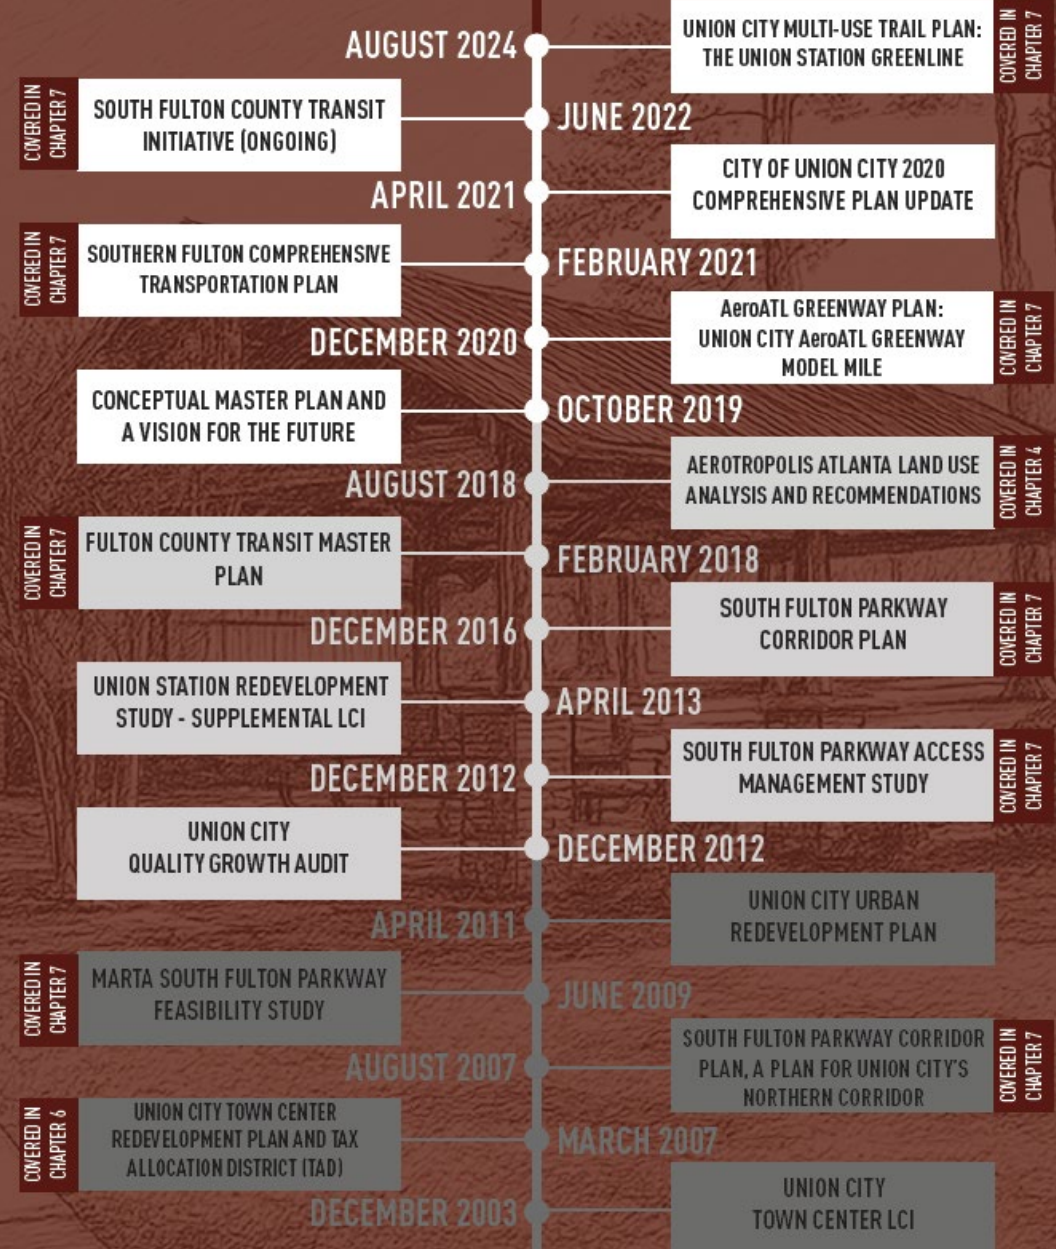 AUGUST 2024
UNION CITY MULTI-USE TRAIL PLAN:
THE UNION STATION GREENLINE
COVERED IN
CHAPTER 7
COVERED IN
CHAPTER 7
SOUTH FULTON COUNTY TRANSIT
INITIATIVE (ONGOING)
JUNE 2022
APRIL 2021
CITY OF UNION CITY 2020
COMPREHENSIVE PLAN UPDATE
COVERED IN
CHAPTER 7
SOUTHERN FULTON COMPREHENSIVE
TRANSPORTATION PLAN
FEBRUARY 2021
DECEMBER 2020
AeroATL GREENWAY PLAN:
UNION CITY AeroATL GREENWAY
MODEL MILE
COVERED IN
CHAPTER 7
CONCEPTUAL MASTER PLAN AND
A VISION FOR THE FUTURE
OCTOBER 2019
AUGUST 2018
AEROTROPOLIS ATLANTA LAND USE
ANALYSIS AND RECOMMENDATIONS
COVERED IN
CHAPTER 4
COVERED IN
CHAPTER 7
FULTON COUNTY TRANSIT MASTER
PLAN
FEBRUARY 2018
DECEMBER 2016
SOUTH FULTON PARKWAY
CORRIDOR PLAN
COVERED IN
CHAPTER 7
UNION STATION REDEVELOPMENT
STUDY - SUPPLEMENTAL LCI
APRIL 2013
DECEMBER 2012
SOUTH FULTON PARKWAY ACCESS
MANAGEMENT STUDY
COVERED IN
CHAPTER 7
UNION CITY
QUALITY GROWTH AUDIT
DECEMBER 2012
APRIL 2011
UNION CITY URBAN
REDEVELOPMENT PLAN
COVERED IN
CHAPTER 7
MARTA SOUTH FULTON PARKWAY
FEASIBILITY STUDY
JUNE 2009
AUGUST 2007
SOUTH FULTON PARKWAY CORRIDOR
PLAN, A PLAN FOR UNION CITY'S
NORTHERN CORRIDOR
COVERED IN
CHAPTER 7
COVERED IN
CHAPTER 6
UNION CITY TOWN CENTER
REDEVELOPMENT PLAN AND TAX
ALLOCATION DISTRICT (TAD)
MARCH 2007
DECEMBER 2003
UNION CITY
TOWN CENTER LCI